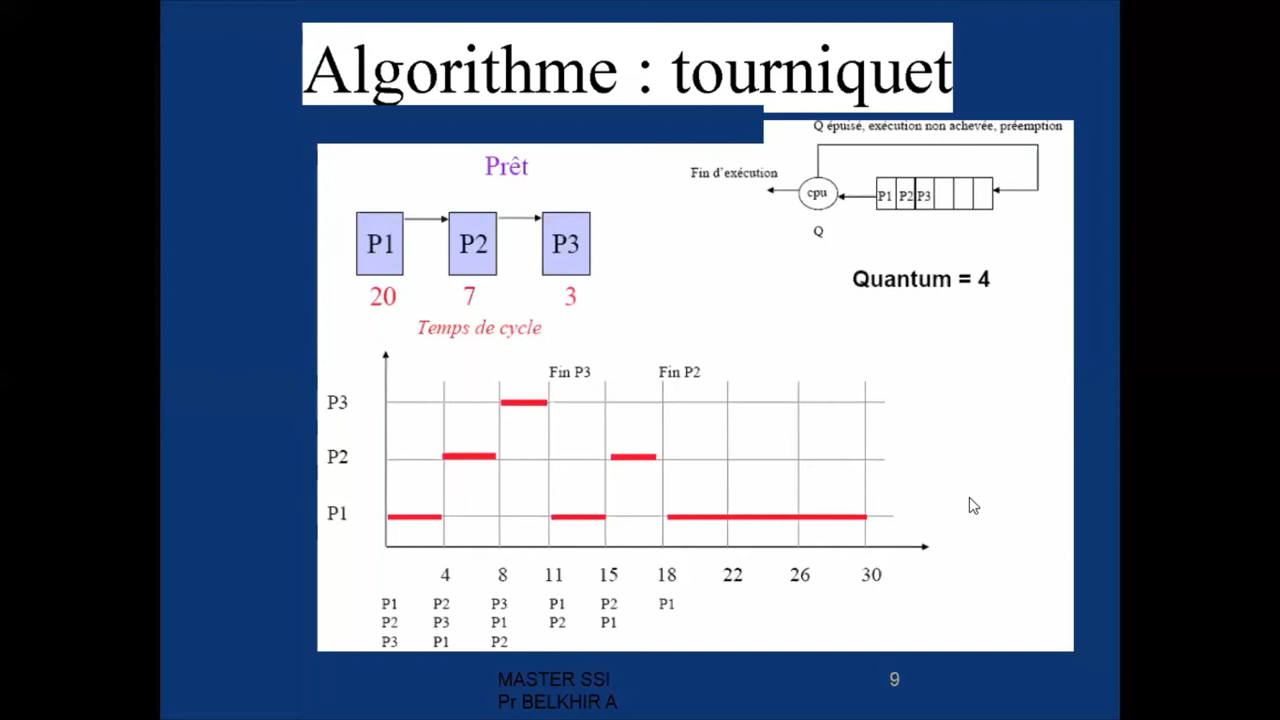 Algorithme : tourniquet
Q épuisé, exécution non achevée, préemption
Prêt
Fin d'exécution
cpu
P1 P2 P3
Q
P1 P2 P3
20 7 3
Quantum = 4
Temps de cycle
Fin P3 Fin P2
P3
P2
P1
4 8 11 15 18 22 26 30
P1 P2 P3 P1 P2 P1
P2 P3 P1 P2 P1
P3 P1 P2
MASTER SSI
Pr BELKHIR A
9